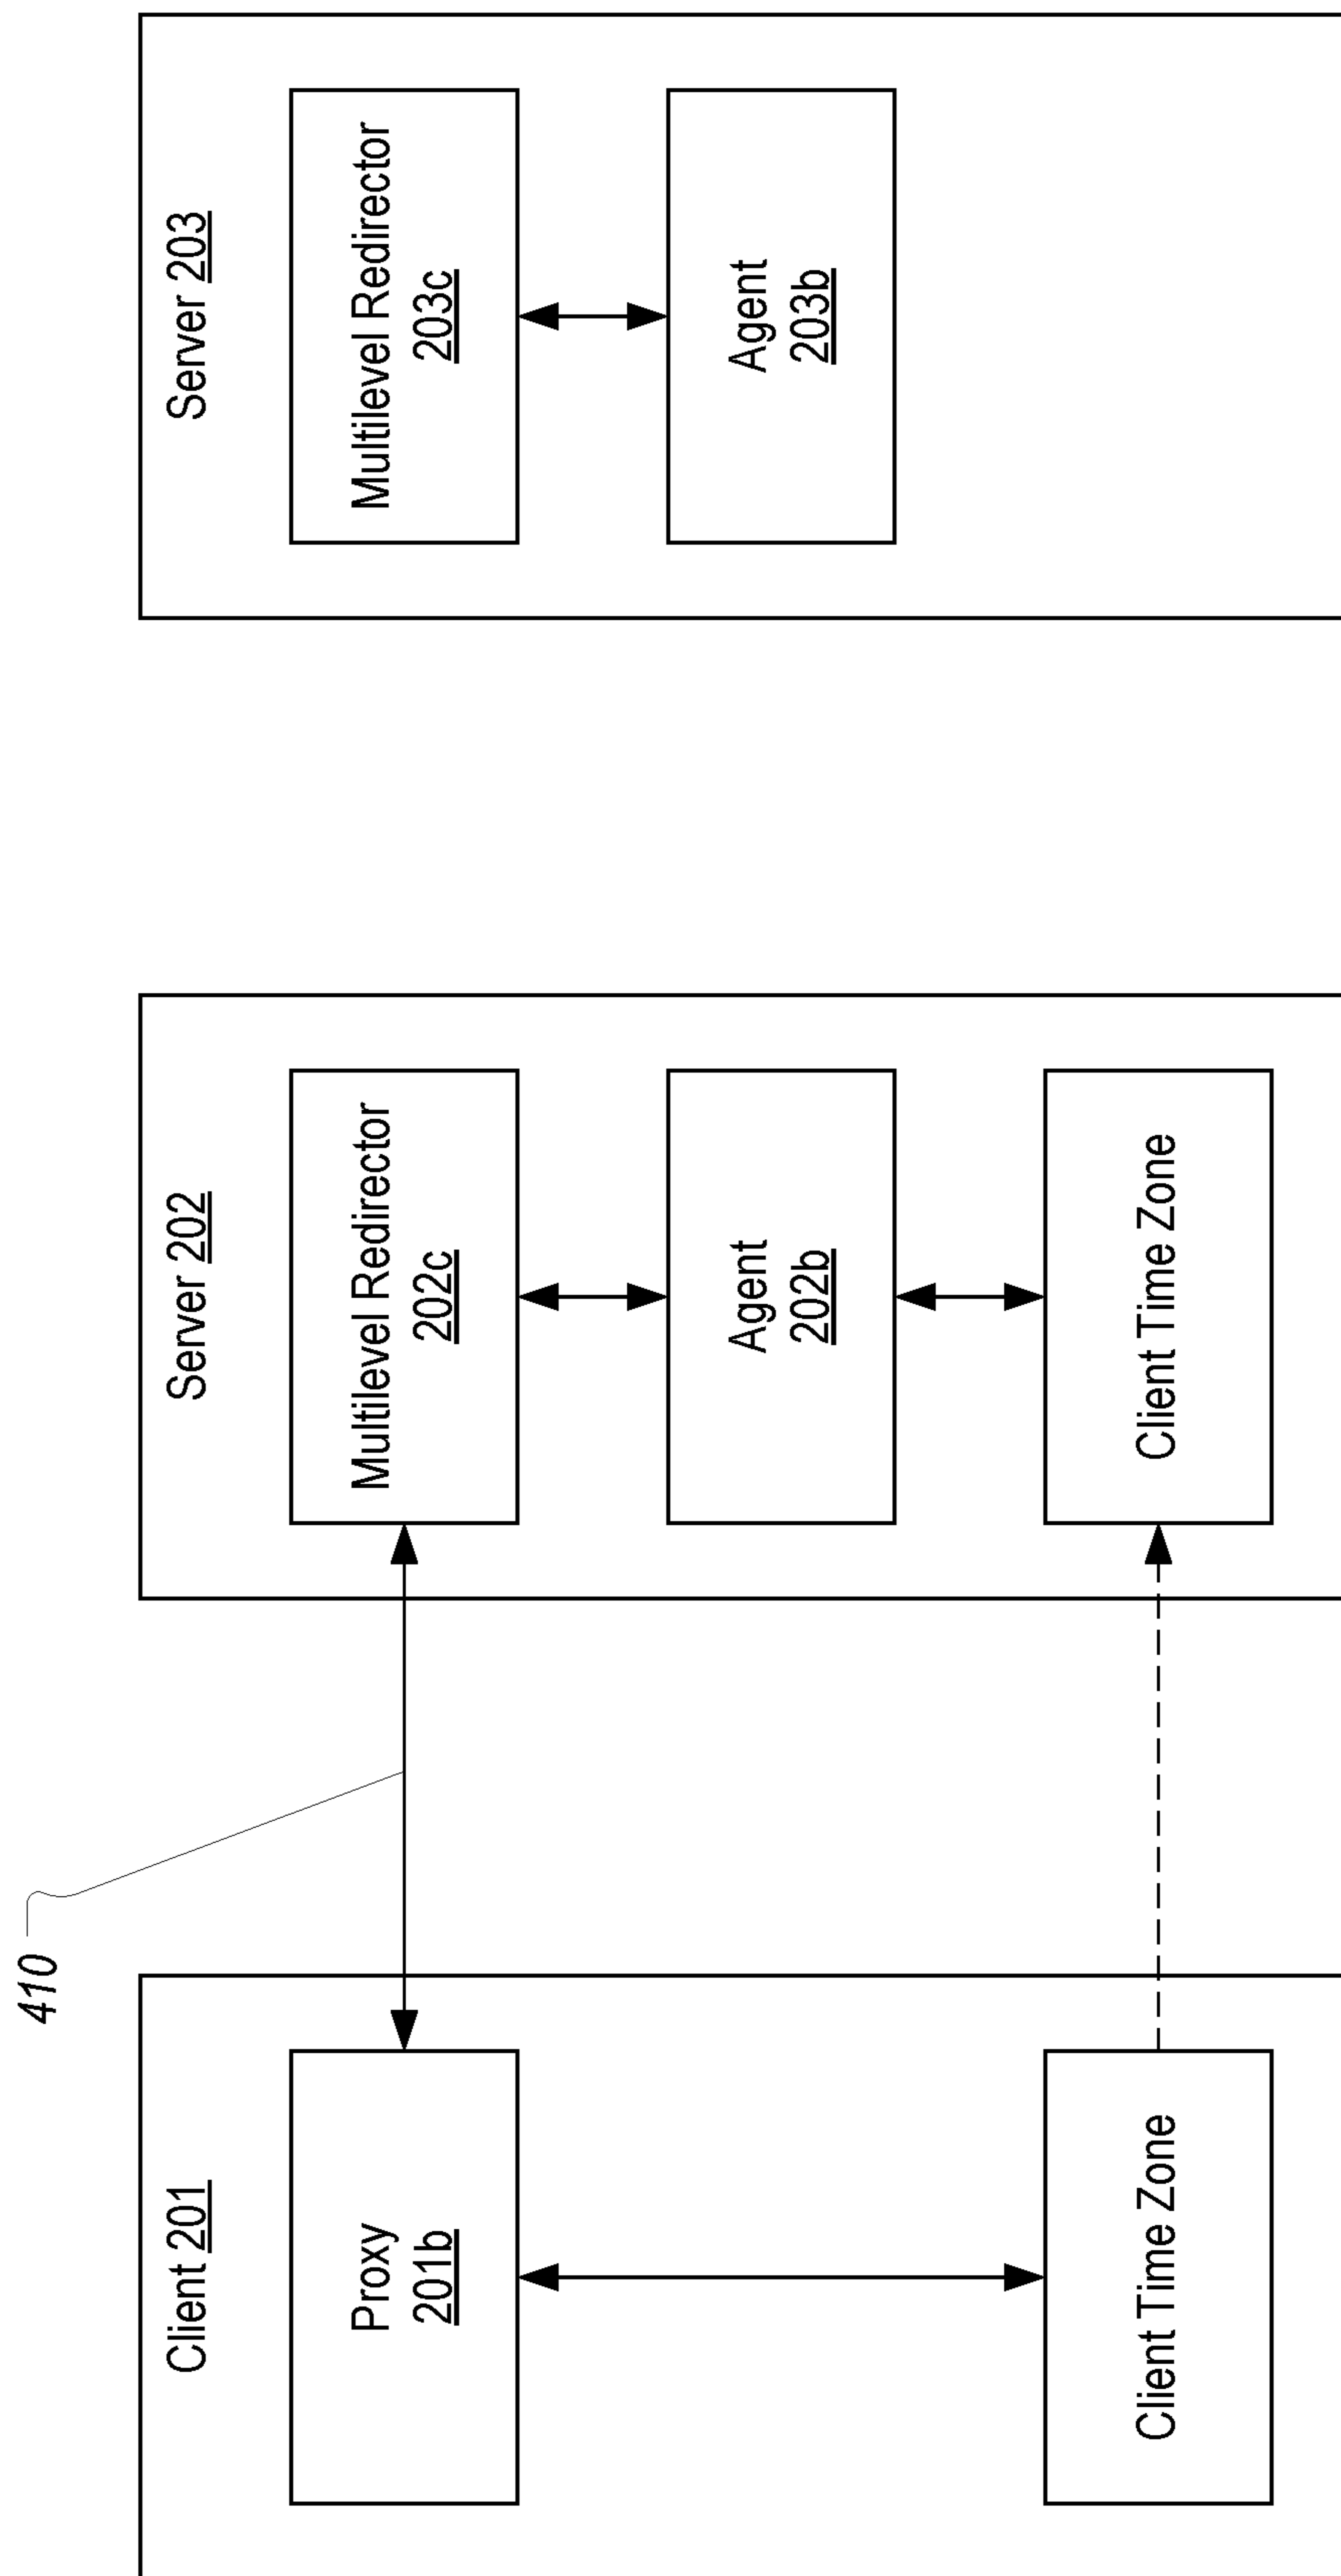 410
Client 201
Proxy
201b
Client Time Zone
Server 202
Multilevel Redirector
202c
Agent
202b
Client Time Zone
Server 203
Multilevel Redirector
203c
Agent
203b